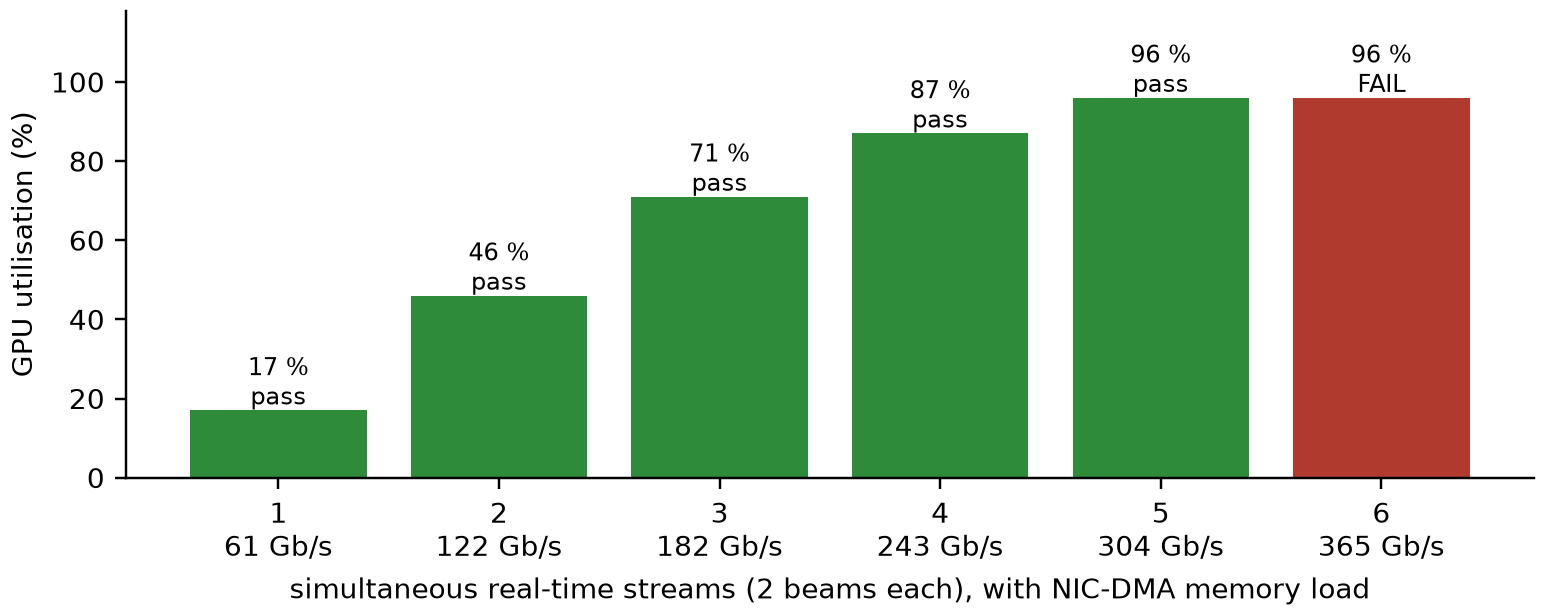 GPU utilisation (%)
100
80
60
40
20
0
17 %
pass
46 %
pass
71 %
pass
87 %
pass
96 %
pass
96 %
FAIL
1 2 3 4 5 6
61 Gb/s 122 Gb/s 182 Gb/s 243 Gb/s 304 Gb/s 365 Gb/s
simultaneous real-time streams (2 beams each), with NIC-DMA memory load